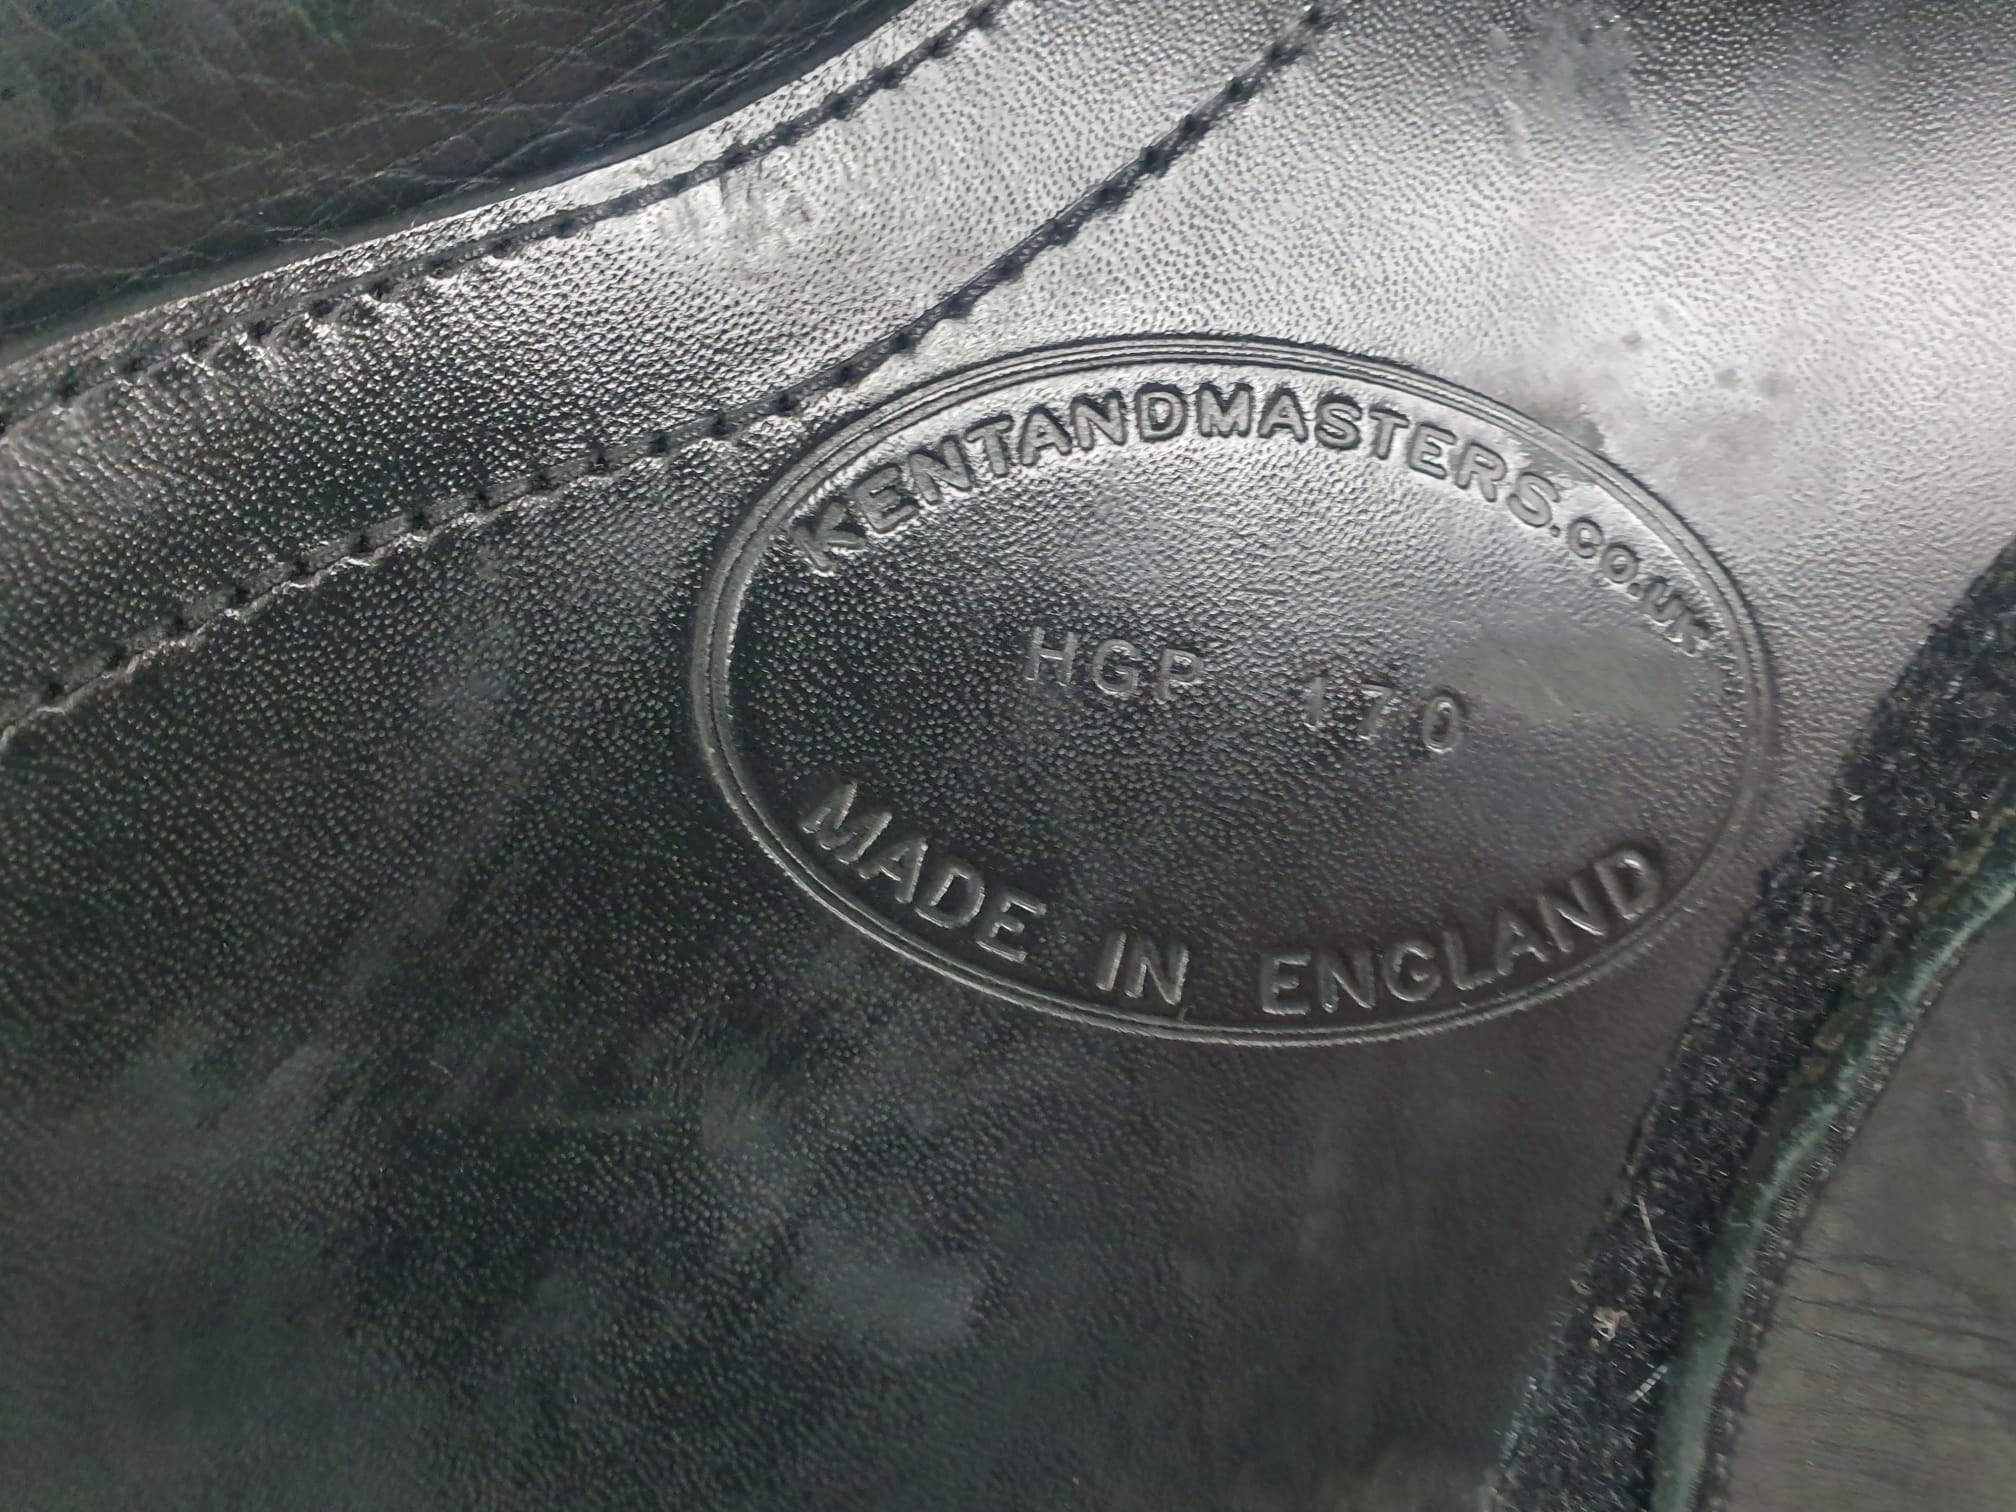 KENTANDMASTERS.CO.UK
HGP 170
MADE IN ENGLAND